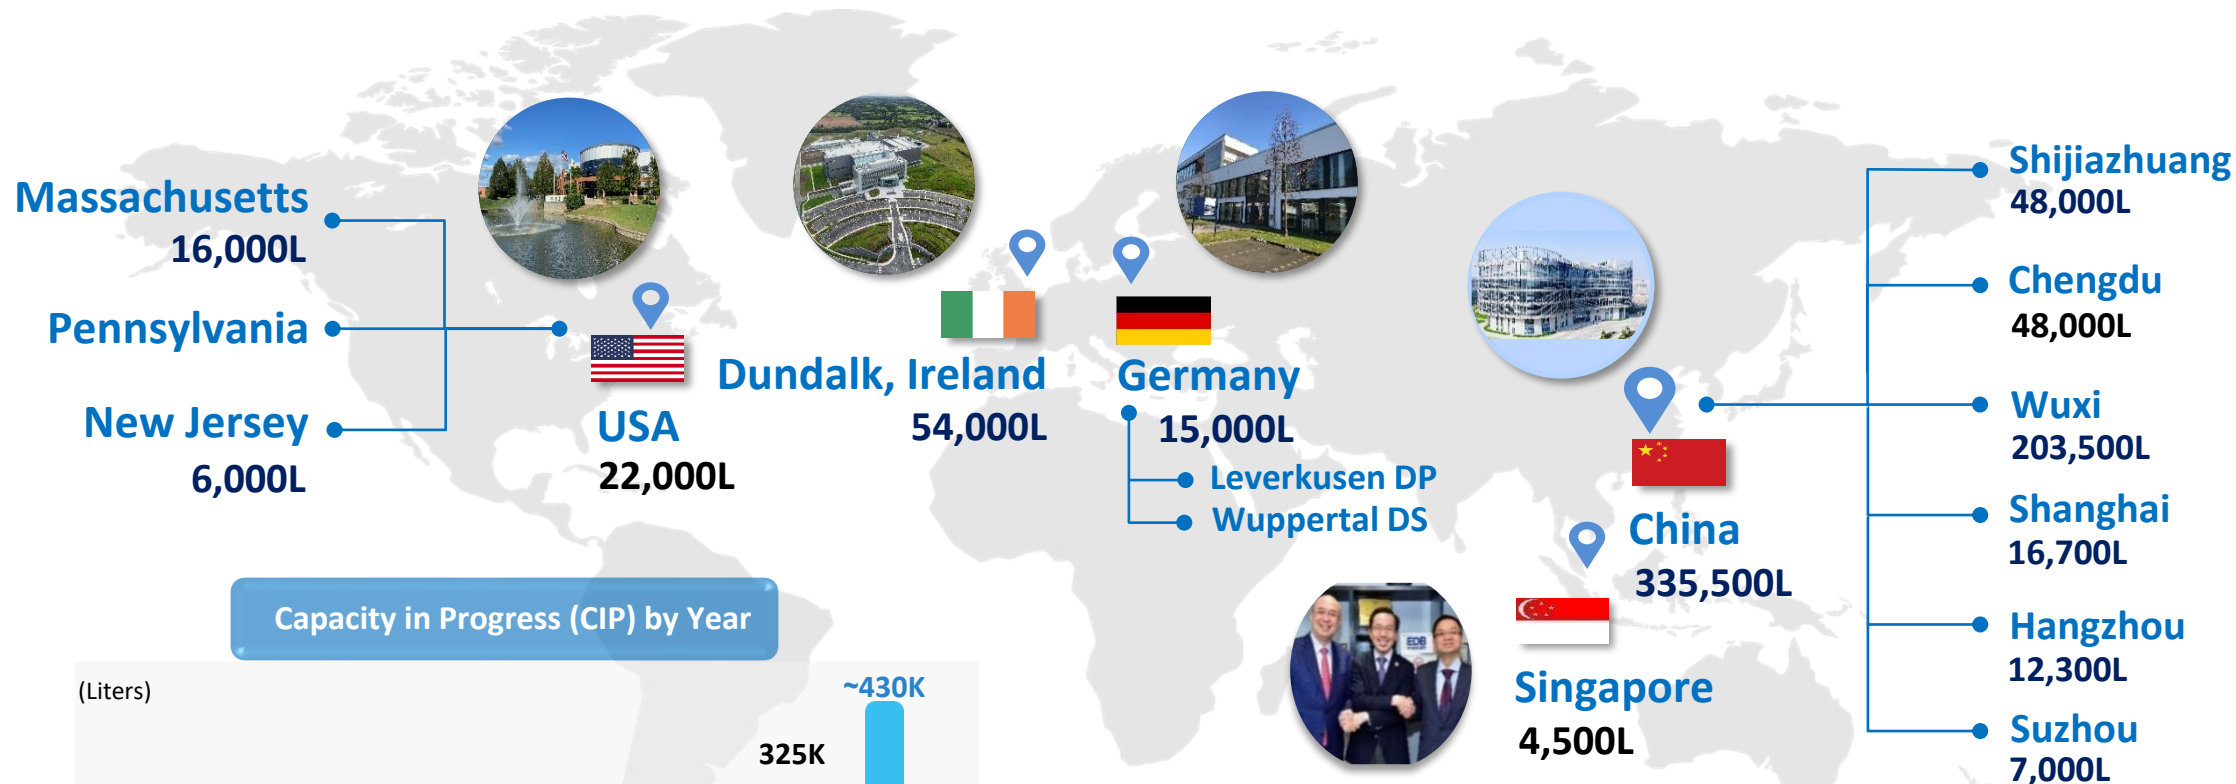 Massachusetts
16,000L
Pennsylvania
New Jersey
6,000L
USA
22,000L
Dundalk, Ireland
54,000L
Germany
15,000L
Leverkusen DP
Wuppertal DS
China
335,500L
Singapore
4,500L
EDB
Shijiazhuang
48,000L
Chengdu
48,000L
Wuxi
203,500L
Shanghai
16,700L
Hangzhou
12,300L
Suzhou
7,000L
Capacity in Progress (CIP) by Year
(Liters)
~430K
325K